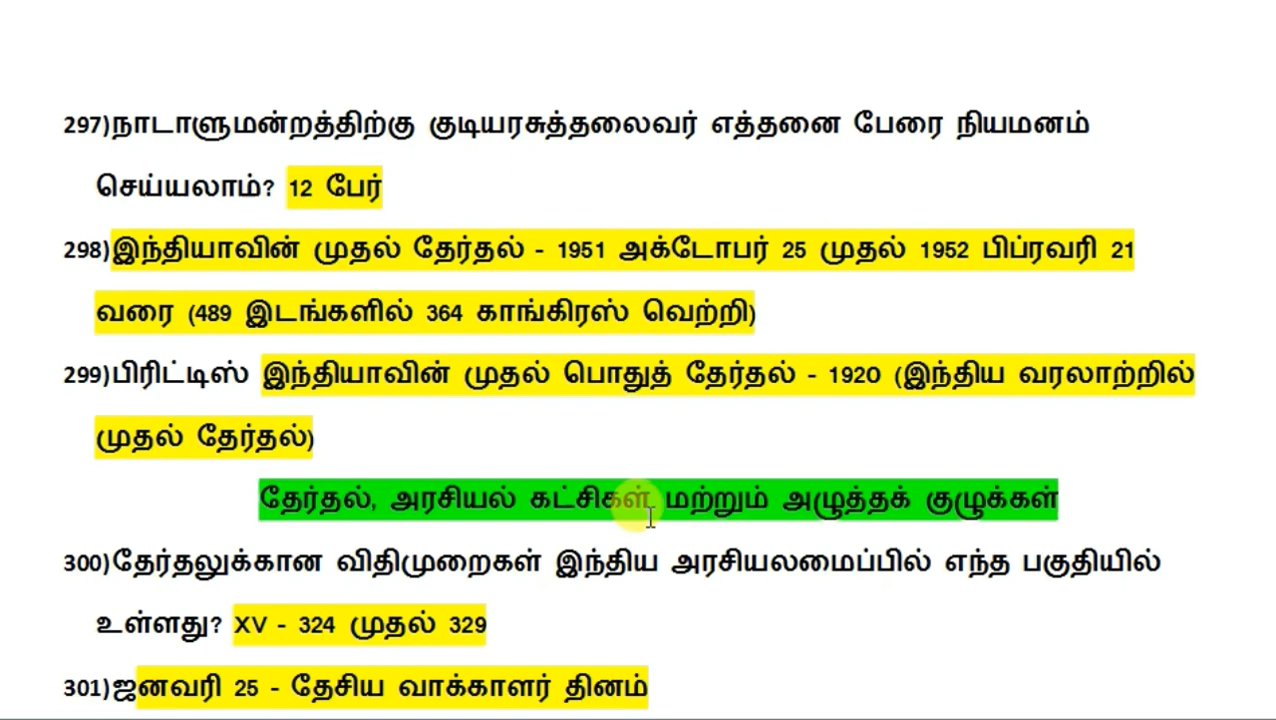 297)நாடாளுமன்றத்திற்கு குடியரசுத்தலைவர் எத்தனை பேரை நியமனம்
செய்யலாம்? 12 பேர்
298)இந்தியாவின் முதல் தேர்தல் - 1951 அக்டோபர் 25 முதல் 1952 பிப்ரவரி 21
வரை (489 இடங்களில் 364 காங்கிரஸ் வெற்றி)
299)பிரிட்டிஸ் இந்தியாவின் முதல் பொதுத் தேர்தல் - 1920 (இந்திய வரலாற்றில்
முதல் தேர்தல்)
தேர்தல், அரசியல் கட்சிகள் மற்றும் அழுத்தக் குழுக்கள்
300)தேர்தலுக்கான விதிமுறைகள் இந்திய அரசியலமைப்பில் எந்த பகுதியில்
உள்ளது? XV - 324 முதல் 329
301)ஜனவரி 25 - தேசிய வாக்காளர் தினம்